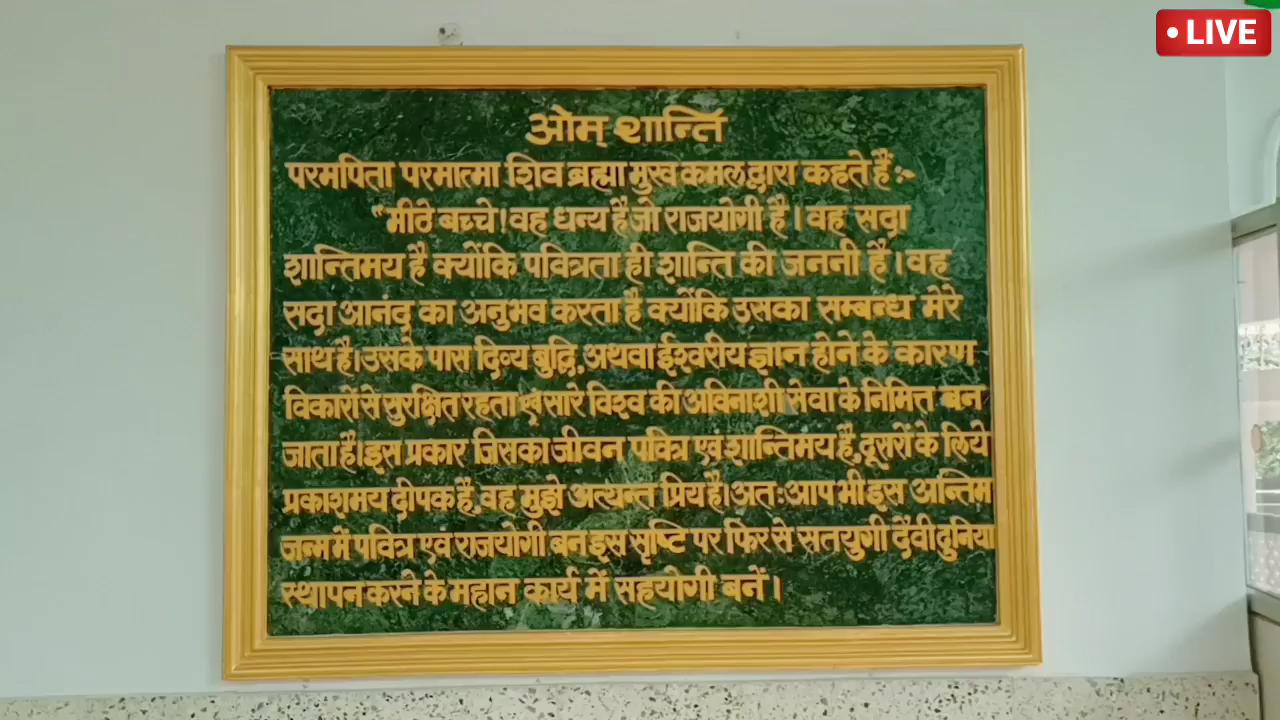 LIVE
ओम् शान्ति
परमपिता परमात्मा शिव ब्रह्मा मुख कमल द्वारा कहते हैं :-
"मीठे बच्चे ! वह धन्य है जो राजयोगी है । वह सदा
शान्तिमय है क्योंकि पवित्रता ही शान्ति की जननी है । वह
सदा आनंद का अनुभव करता है क्योंकि उसका सम्बन्ध मेरे
साथ है । उसके पास दिव्य बुद्धि, अथवा ईश्वरीय ज्ञान होने के कारण
विकारों से सुरक्षित रहता एवं सारे विश्व की अविनाशी सेवा के निमित्त बन
जाता है । इस प्रकार जिसका जीवन पवित्र एवं शान्तिमय है, दूसरों के लिये
प्रकाशमय दीपक है, वह मुझे अत्यन्त प्रिय है । अतः आप भी इस अन्तिम
जन्म में पवित्र एवं राजयोगी बन इस सृष्टि पर फिर से सतयुगी दैवी दुनिया
स्थापन करने के महान कार्य में सहयोगी बनें ।